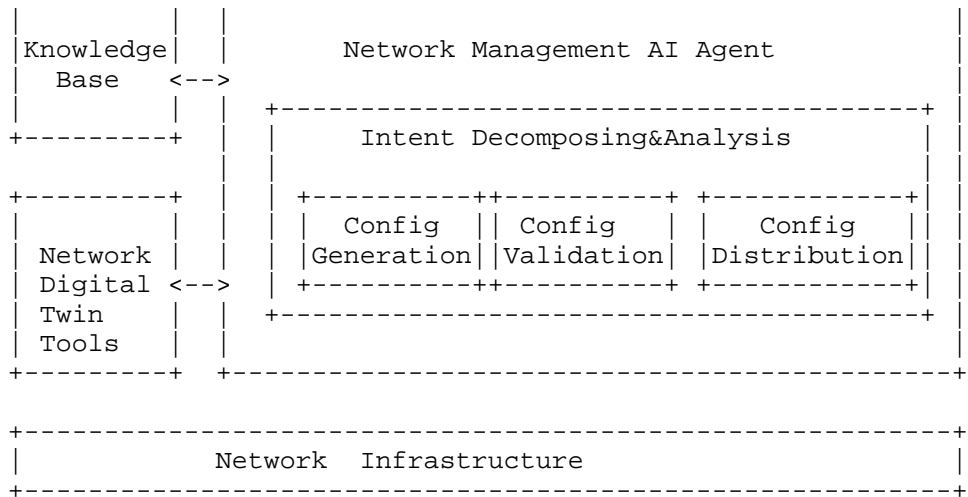 Knowledge Network Management AI Agent
Base <-->
Intent Decomposing&Analysis
Config Config Config
Network Generation Validation Distribution
Digital <-->
Twin
Tools
Network Infrastructure